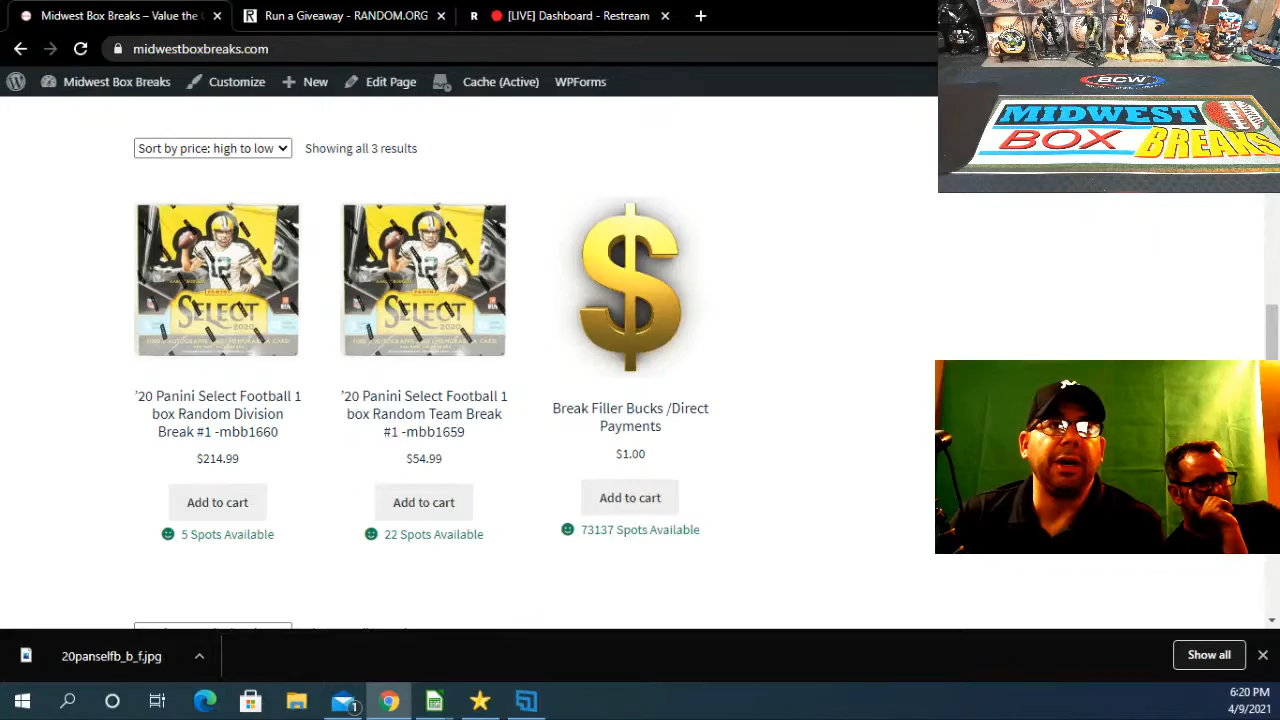 Midwest Box Breaks – Value the
Run a Giveaway - RANDOM.ORG
[LIVE] Dashboard - Restream
midwestboxbreaks.com
Midwest Box Breaks
Customize
New
Edit Page
Cache (Active)
WPForms
BCW
MIDWEST
BOX BREAKS
Sort by price: high to low
Showing all 3 results
SELECT
2020
SELECT
2020
'20 Panini Select Football 1
box Random Division
Break #1 -mbb1660
$214.99
Add to cart
5 Spots Available
'20 Panini Select Football 1
box Random Team Break
#1 -mbb1659
$54.99
Add to cart
22 Spots Available
Break Filler Bucks /Direct
Payments
$1.00
Add to cart
73137 Spots Available
20panselfb_b_f.jpg
Show all
6:20 PM
4/9/2021